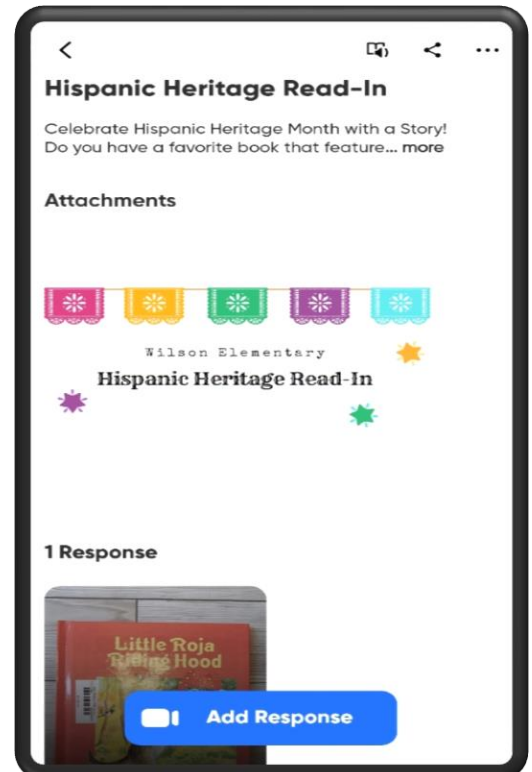 Hispanic Heritage Read-In
Celebrate Hispanic Heritage Month with a Story!
Do you have a favorite book that feature... more
Attachments
Wilson Elementary
Hispanic Heritage Read-In
1 Response
Little Roja
Riding Hood
Add Response